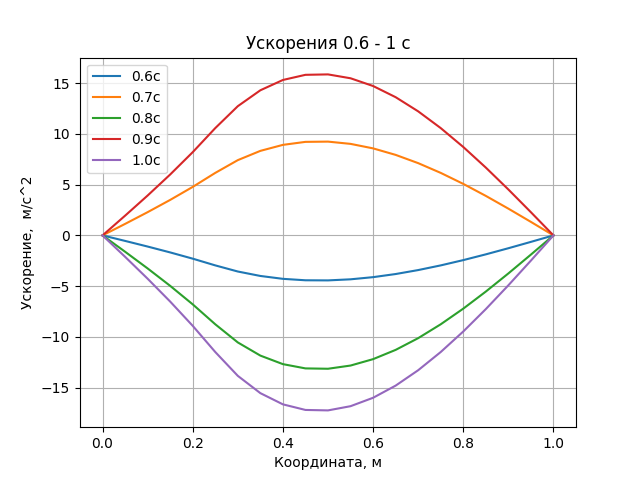 Ускорения 0.6 - 1 с
0.6с
0.7с
0.8с
0.9с
1.0с
15
10
5
0
−5
−10
−15
Ускорение,  м/с^2
0.0 0.2 0.4 0.6 0.8 1.0
Координата, м